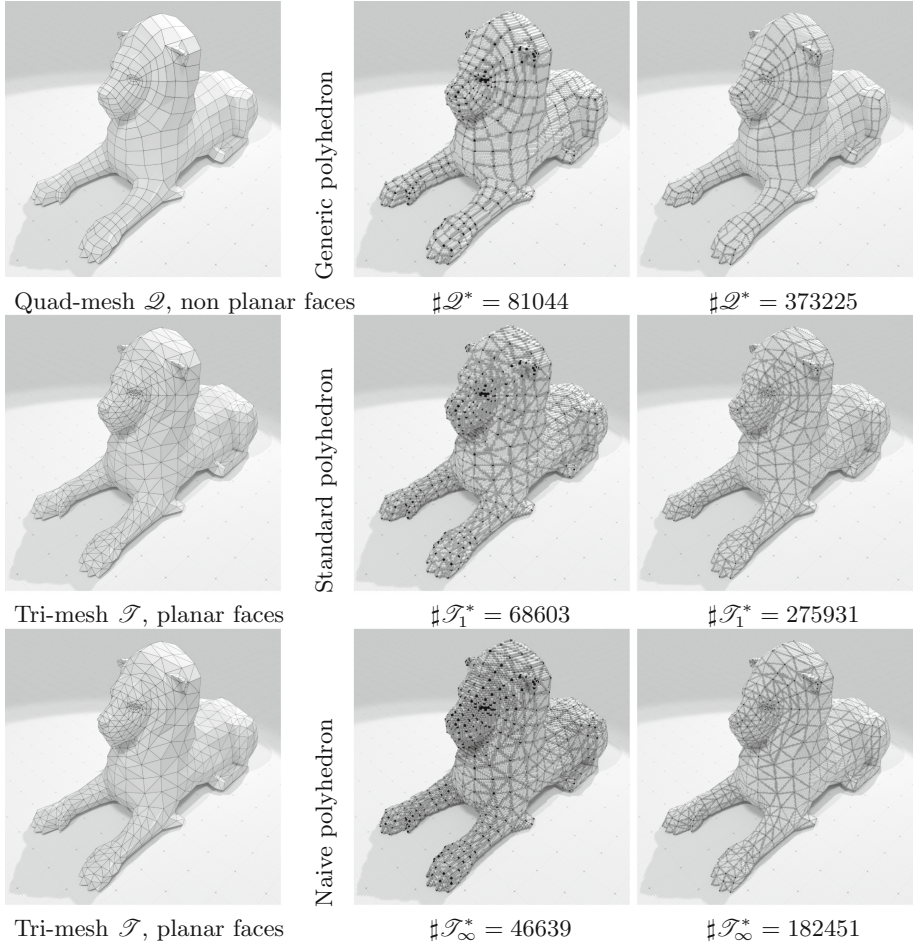 Generic polyhedron
Quad-mesh 𝒬, non planar faces
♯𝒬* = 81044
♯𝒬* = 373225
Standard polyhedron
Tri-mesh 𝒯, planar faces
♯𝒯₁* = 68603
♯𝒯₁* = 275931
Naive polyhedron
Tri-mesh 𝒯, planar faces
♯𝒯∞* = 46639
♯𝒯∞* = 182451